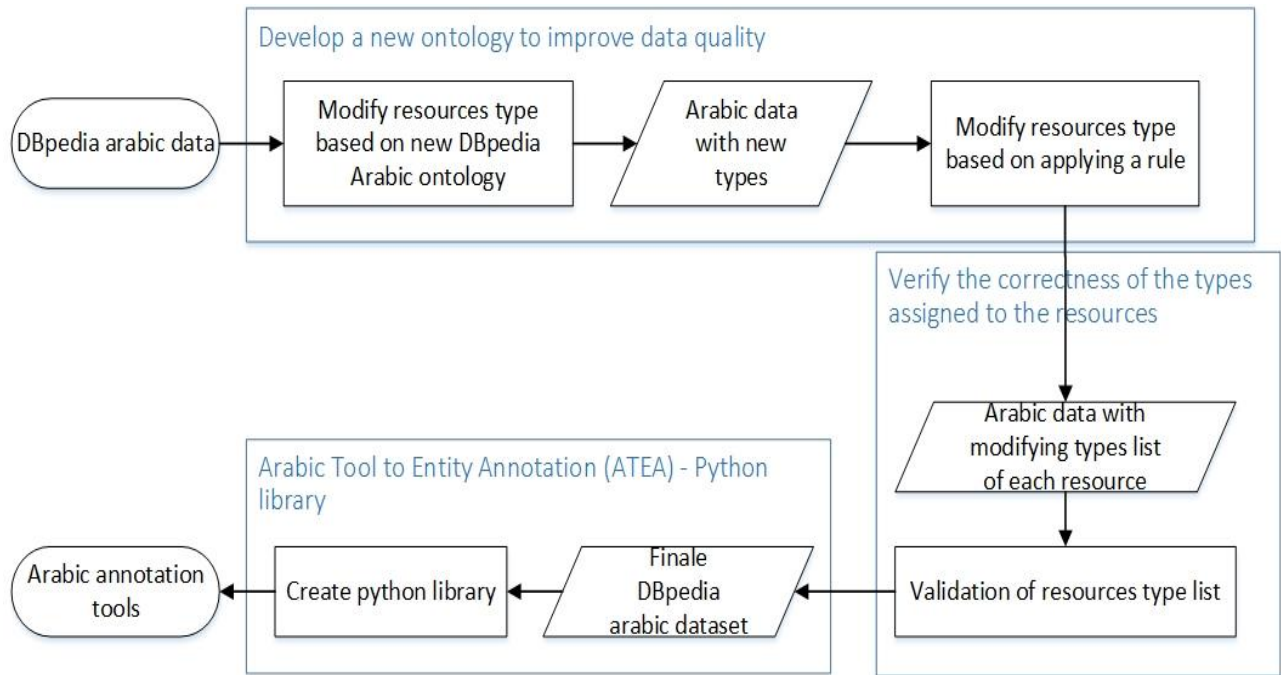 Develop a new ontology to improve data quality
DBpedia arabic data
Modify resources type
based on new DBpedia
Arabic ontology
Arabic data
with new
types
Modify resources type
based on applying a rule
Verify the correctness of the types
assigned to the resources
Arabic data with
modifying types list
of each resource
Validation of resources type list
Arabic Tool to Entity Annotation (ATEA) - Python
library
Finale
DBpedia
arabic dataset
Create python library
Arabic annotation
tools